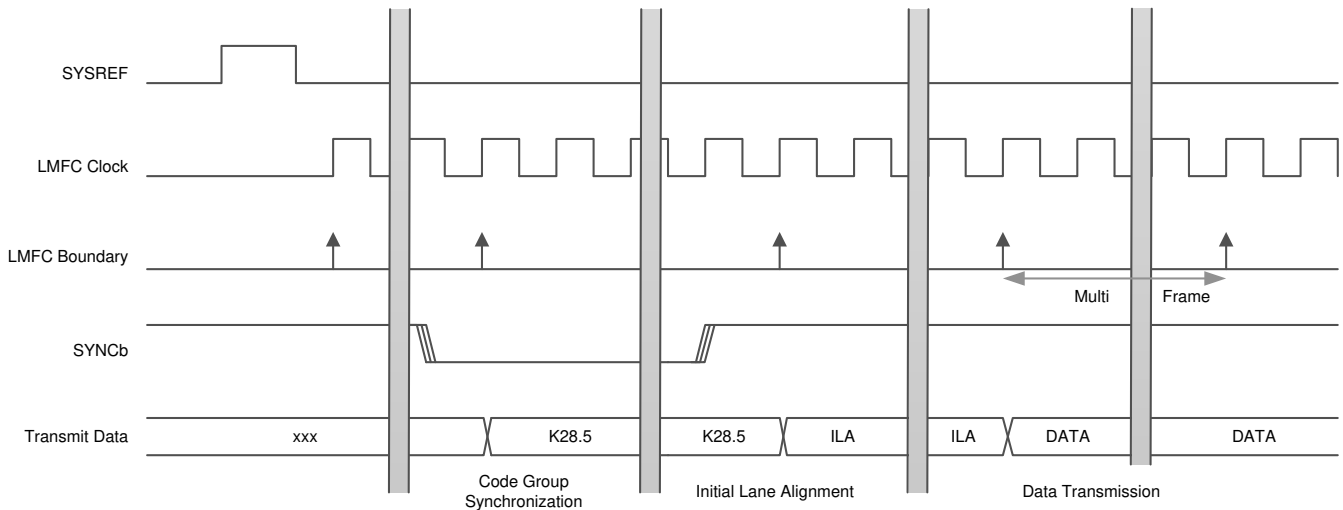 SYSREF
LMFC Clock
LMFC Boundary
Multi Frame
SYNCb
Transmit Data
xxx
K28.5
K28.5
ILA
ILA
DATA
DATA
Code Group
Synchronization
Initial Lane Alignment
Data Transmission